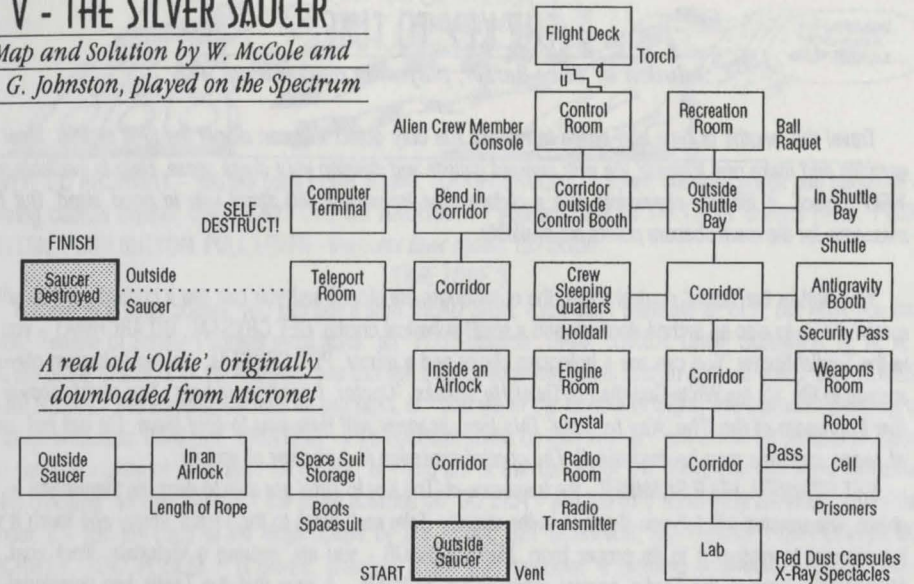 V - THE SILVER SAUCER
Map and Solution by W. McCole and
G. Johnston, played on the Spectrum
Flight Deck
Torch
u
d
Control
Room
Alien Crew Member
Console
Recreation
Room
Ball
Raquet
SELF
DESTRUCT!
Computer
Terminal
Bend in
Corridor
Corridor
outside
Control Booth
Outside
Shuttle
Bay
In Shuttle
Bay
Shuttle
FINISH
Saucer
Destroyed
Outside
Saucer
Teleport
Room
Corridor
Crew
Sleeping
Quarters
Holdall
Corridor
Antigravity
Booth
Security Pass
A real old 'Oldie', originally
downloaded from Micronet
Inside an
Airlock
Engine
Room
Crystal
Corridor
Weapons
Room
Robot
Outside
Saucer
In an
Airlock
Length of Rope
Space Suit
Storage
Boots
Spacesuit
Corridor
Radio
Room
Radio
Transmitter
Corridor
Pass
Cell
Prisoners
START
Outside
Saucer
Vent
Lab
Red Dust Capsules
X-Ray Spectacles